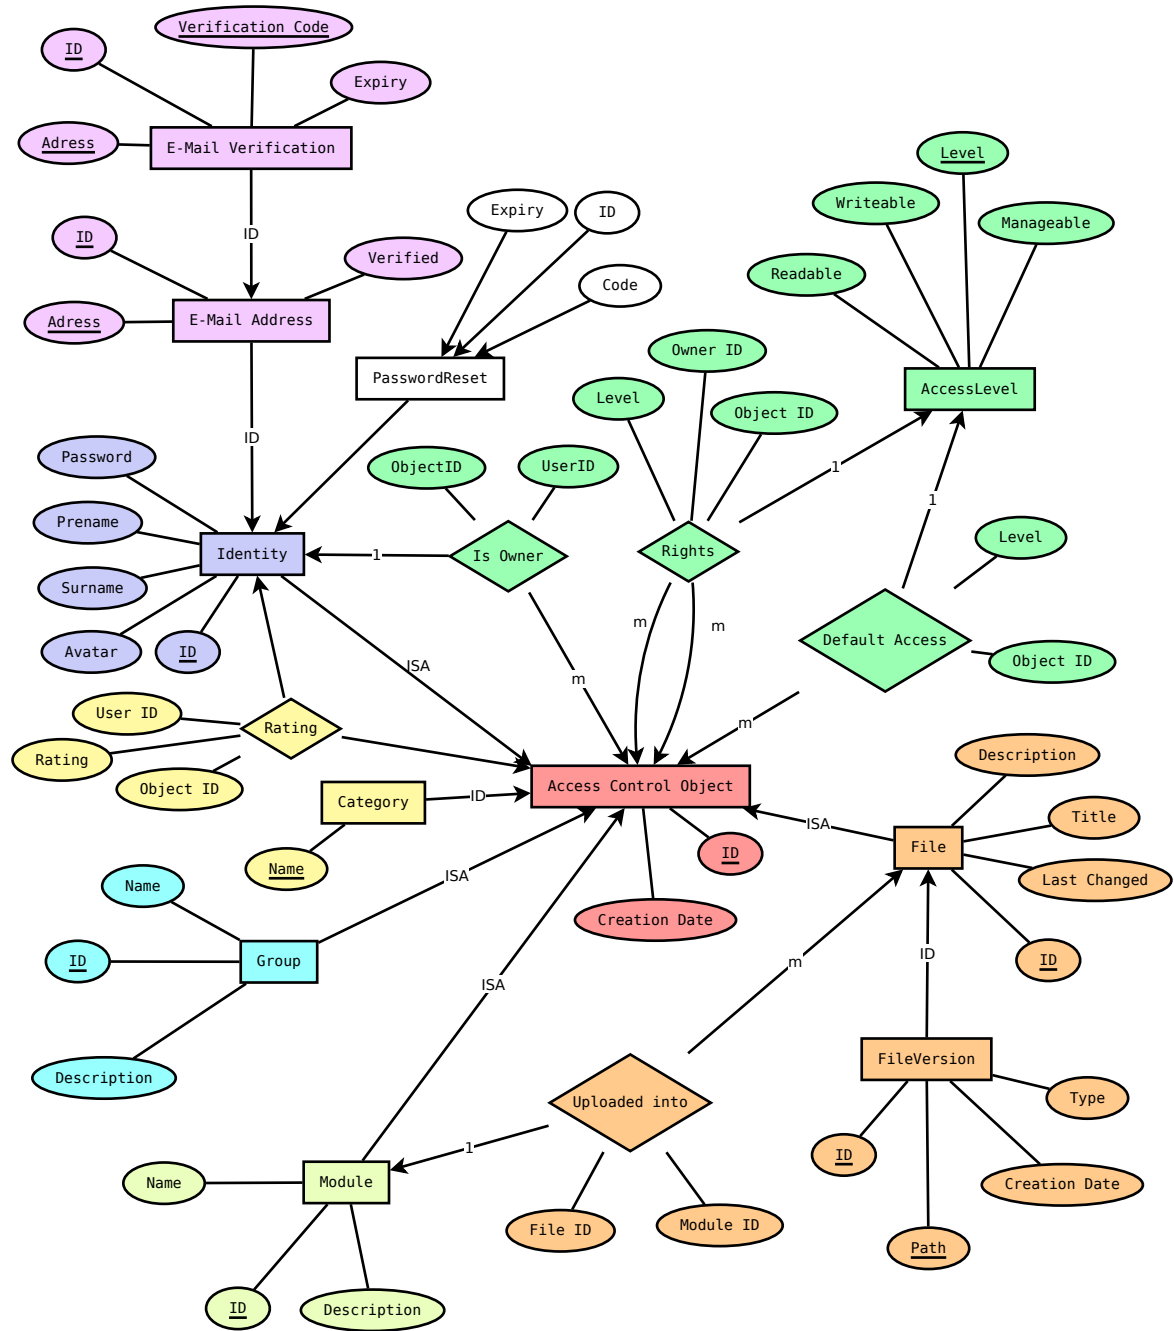 Verification Code
ID
Expiry
Adress
E-Mail Verification
Level
Writeable
Manageable
Expiry
ID
ID
ID
Verified
Readable
Code
Adress
E-Mail Address
Owner ID
PasswordReset
AccessLevel
Level
Object ID
ID
Password
ObjectID
UserID
1
1
Prename
Level
Identity
1
Is Owner
Rights
Surname
m
m
Default Access
Avatar
ID
ISA
Object ID
m
User ID
Rating
m
Rating
Description
Object ID
Category
ID
Access Control Object
Title
ISA
File
Name
ID
ISA
Last Changed
Name
Creation Date
ID
Group
m
ID
ID
ISA
FileVersion
Description
Uploaded into
Type
1
ID
Name
Module
Creation Date
File ID
Module ID
Path
ID
Description